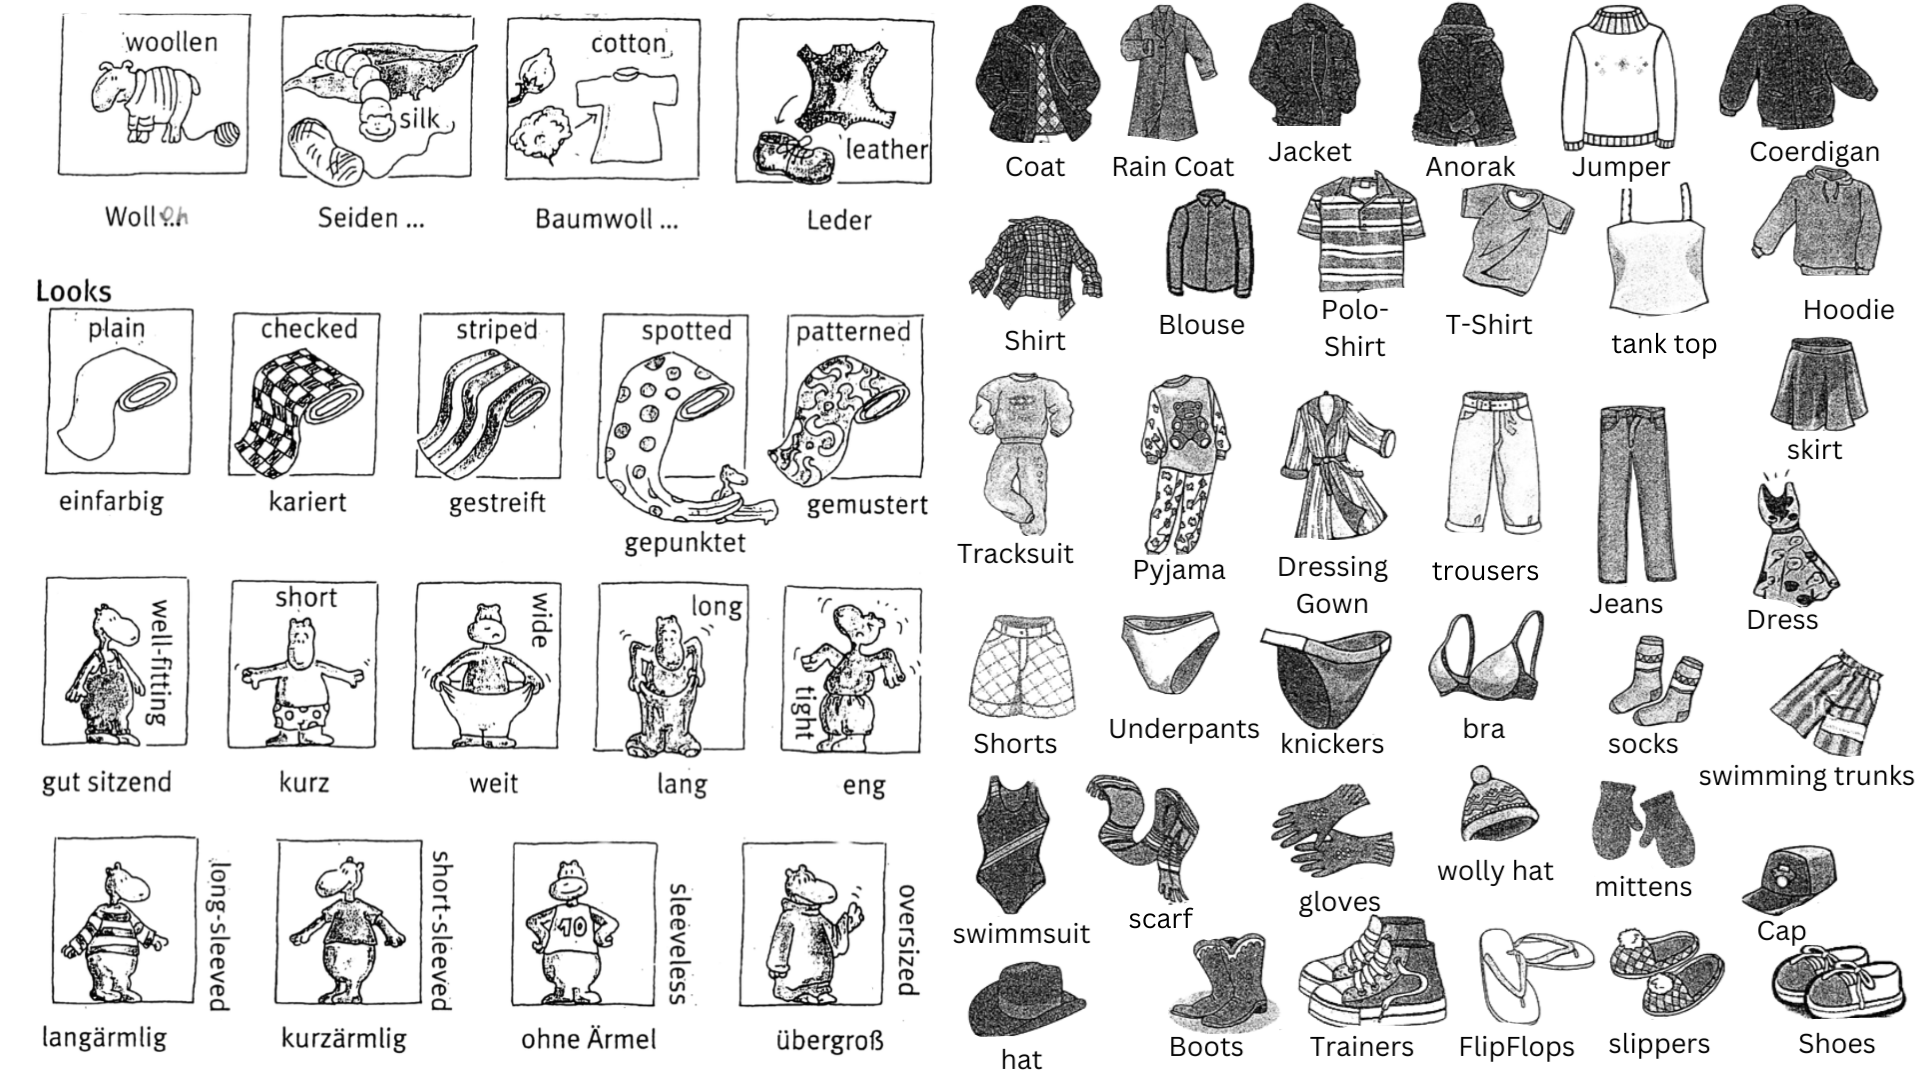 woollen
silk
cotton
leather
Woll
Seiden ...
Baumwoll ...
Leder
Looks
plain
checked
striped
spotted
patterned
einfarbig
kariert
gestreift
gepunktet
gemustert
well-fitting
short
wide
long
tight
gut sitzend
kurz
weit
lang
eng
long-sleeved
short-sleeved
10
sleeveless
oversized
langärmlig
kurzärmlig
ohne Ärmel
übergroß
Coat
Rain Coat
Jacket
Anorak
Jumper
Coerdigan
Shirt
Blouse
Polo-
Shirt
T-Shirt
tank top
Hoodie
skirt
Tracksuit
Pyjama
Dressing
Gown
trousers
Jeans
Dress
Shorts
Underpants
knickers
bra
socks
swimming trunks
swimmsuit
scarf
gloves
wolly hat
mittens
Cap
hat
Boots
Trainers
FlipFlops
slippers
Shoes